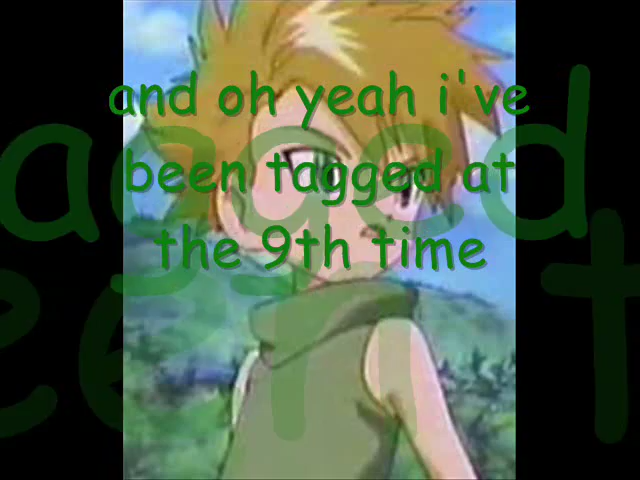 and oh yeah i've
been tagged at
the 9th time